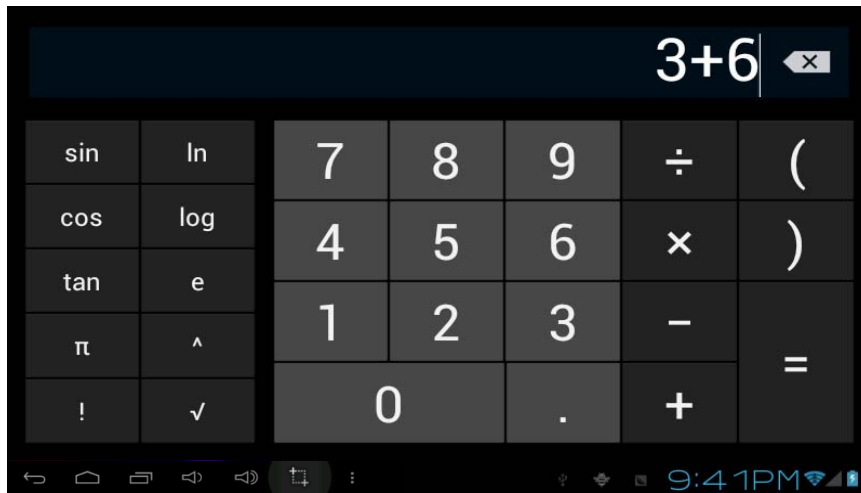 3+6
sin ln 7 8 9 ÷ (
cos log 4 5 6 × )
tan e 1 2 3 −
π ^ =
! √ 0 . +
9:41PM